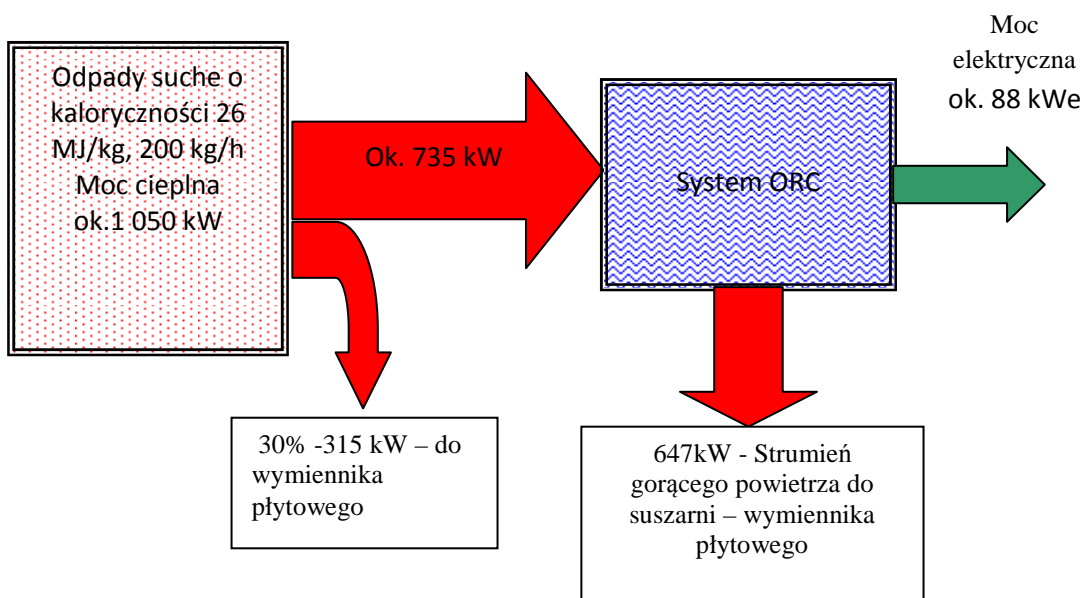 Odpady suche o
kaloryczności 26
MJ/kg, 200 kg/h
Moc cieplna
ok.1 050 kW
Ok. 735 kW
System ORC
Moc
elektryczna
ok. 88 kWe
30% -315 kW – do
wymiennika
płytowego
647kW - Strumień
gorącego powietrza do
suszarni – wymiennika
płytowego